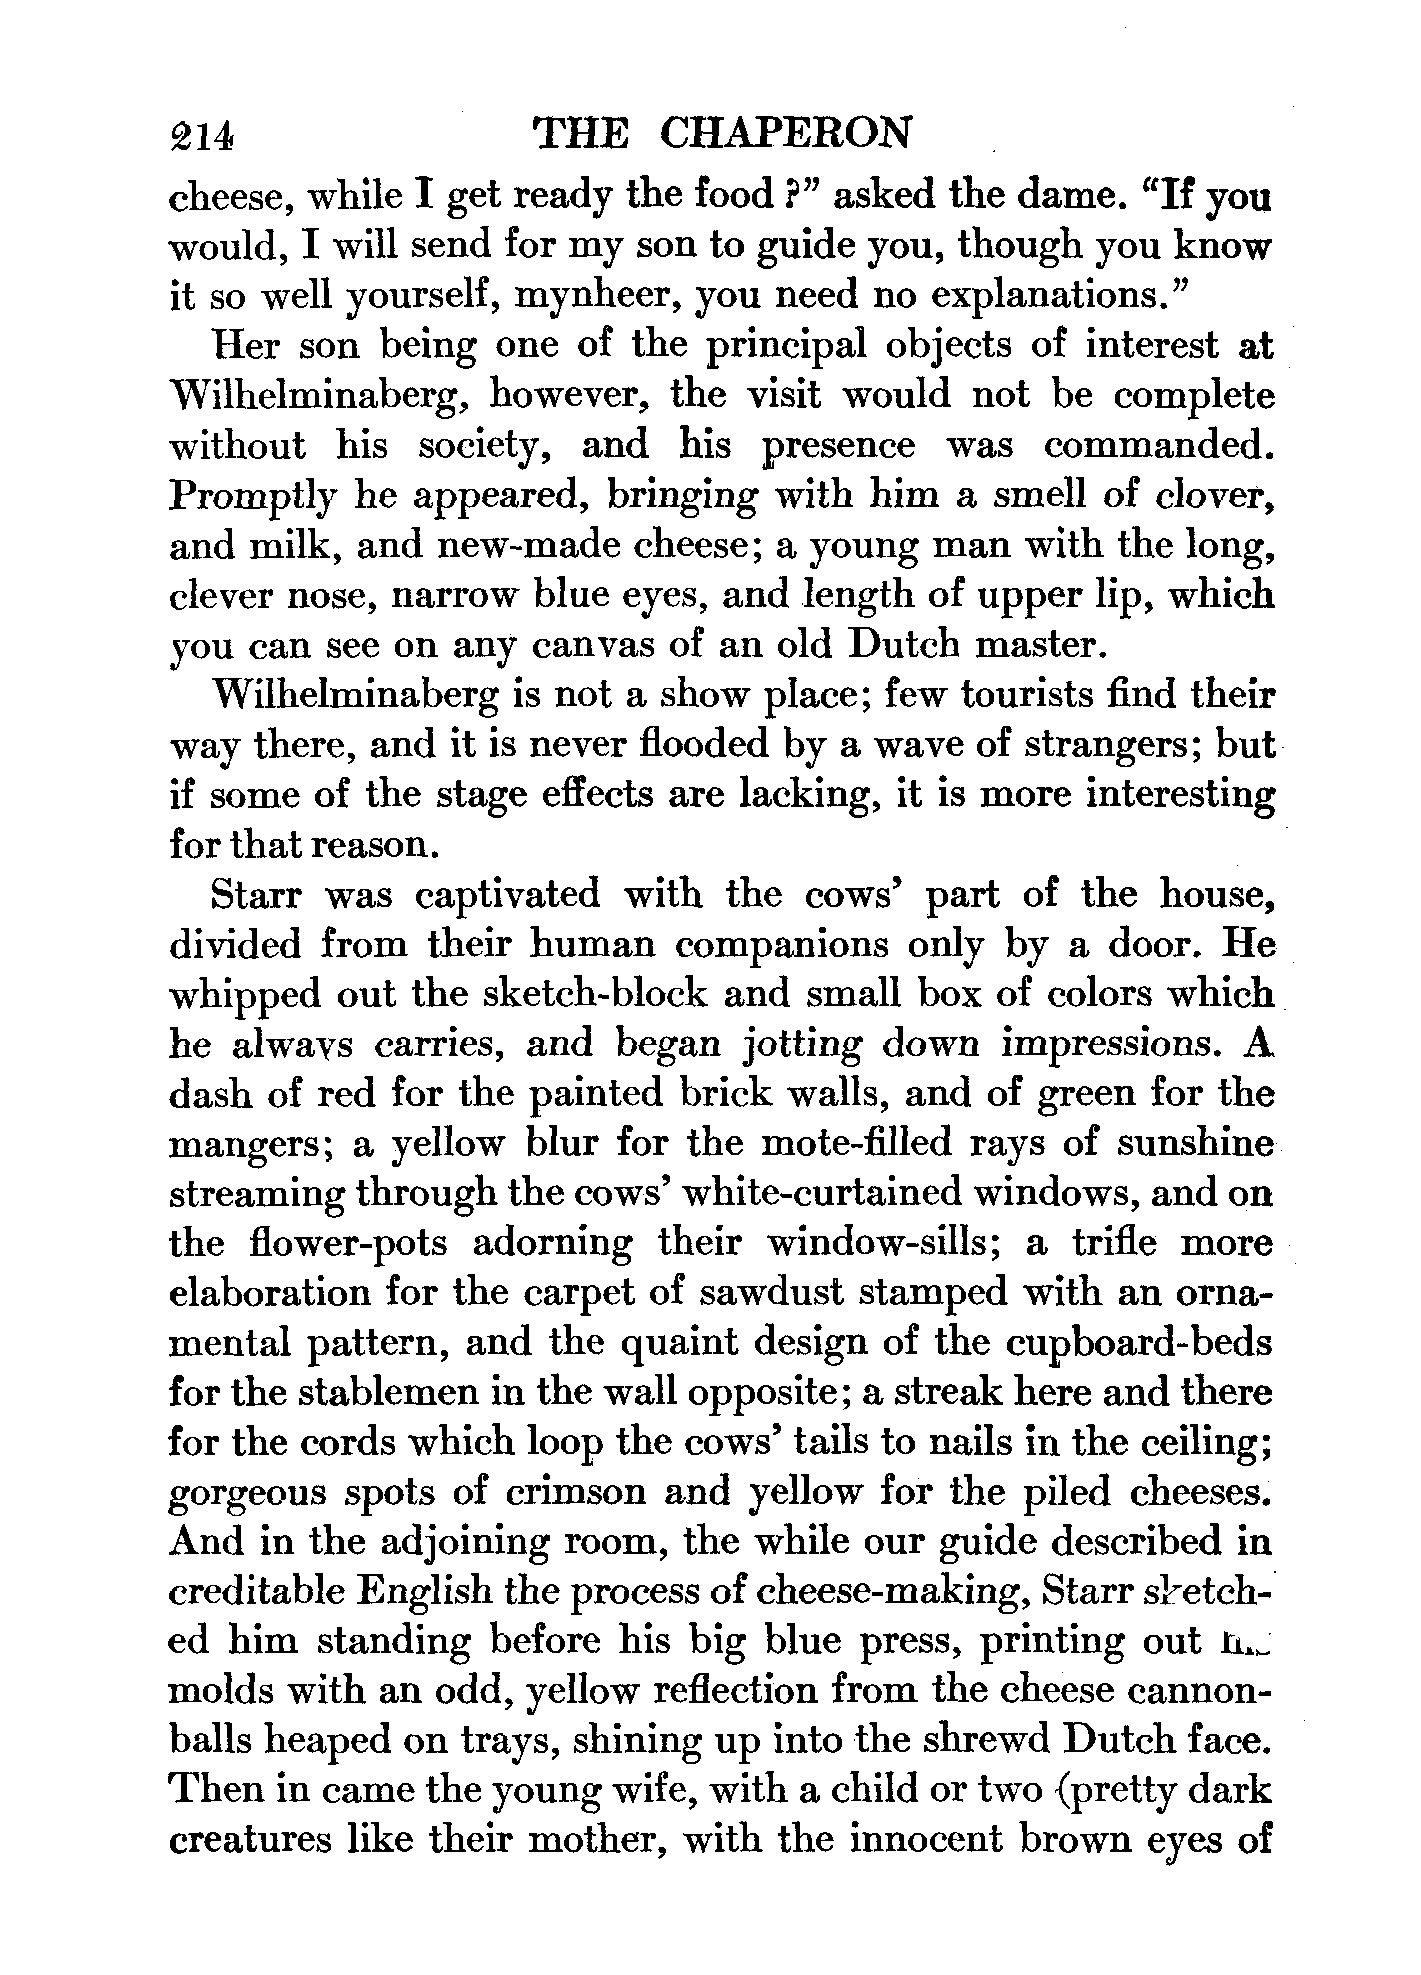 214 THE CHAPERON
cheese, while I get ready the food?" asked the dame. "If you
would, I will send for my son to guide you, though you know
it so well yourself, mynheer, you need no explanations."
Her son being one of the principal objects of interest at
Wilhelminaberg, however, the visit would not be complete
without his society, and his presence was commanded.
Promptly he appeared, bringing with him a smell of clover,
and milk, and new-made cheese; a young man with the long,
clever nose, narrow blue eyes, and length of upper lip, which
you can see on any canvas of an old Dutch master.
Wilhelminaberg is not a show place; few tourists find their
way there, and it is never flooded by a wave of strangers; but
if some of the stage effects are lacking, it is more interesting
for that reason.
Starr was captivated with the cows' part of the house,
divided from their human companions only by a door. He
whipped out the sketch-block and small box of colors which
he always carries, and began jotting down impressions. A
dash of red for the painted brick walls, and of green for the
mangers; a yellow blur for the mote-filled rays of sunshine
streaming through the cows' white-curtained windows, and on
the flower-pots adorning their window-sills; a trifle more
elaboration for the carpet of sawdust stamped with an orna-
mental pattern, and the quaint design of the cupboard-beds
for the stablemen in the wall opposite; a streak here and there
for the cords which loop the cows' tails to nails in the ceiling;
gorgeous spots of crimson and yellow for the piled cheeses.
And in the adjoining room, the while our guide described in
creditable English the process of cheese-making, Starr sketch-
ed him standing before his big blue press, printing out
molds with an odd, yellow reflection from the cheese cannon-
balls heaped on trays, shining up into the shrewd Dutch face.
Then in came the young wife, with a child or two (pretty dark
creatures like their mother, with the innocent brown eyes of